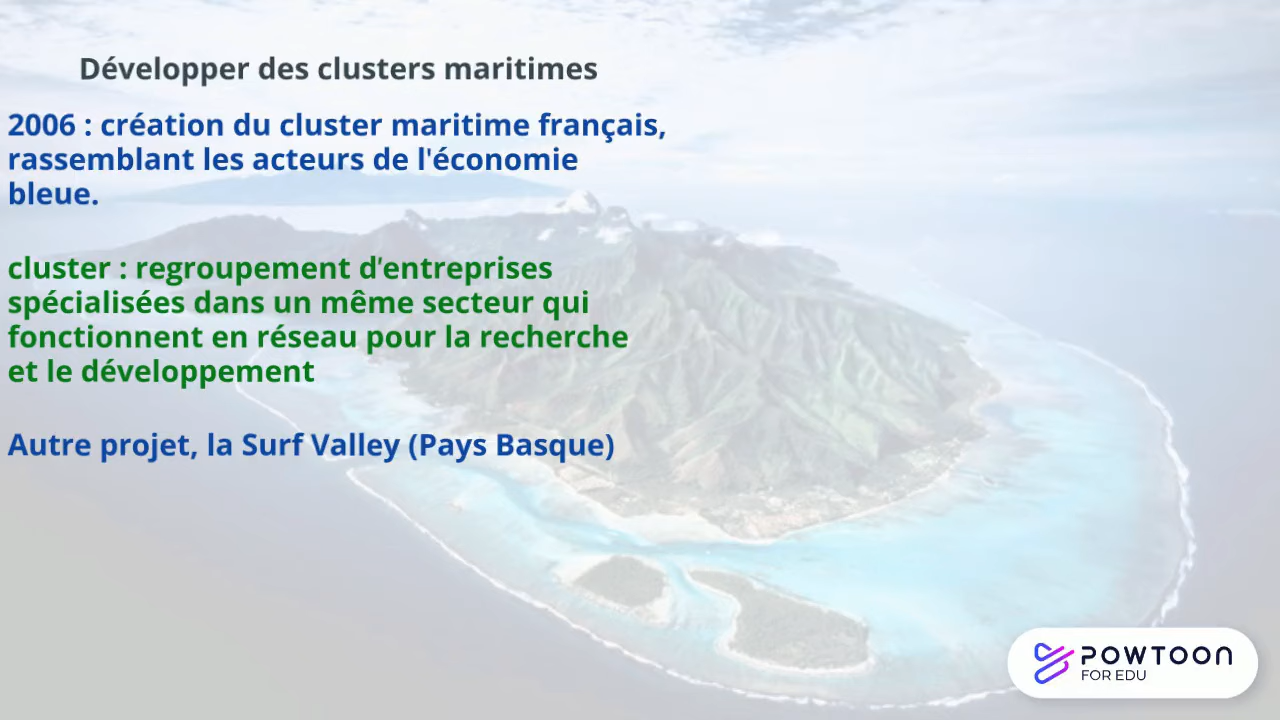 Développer des clusters maritimes
2006 : création du cluster maritime français,
rassemblant les acteurs de l'économie
bleue.
cluster : regroupement d'entreprises
spécialisées dans un même secteur qui
fonctionnent en réseau pour la recherche
et le développement
Autre projet, la Surf Valley (Pays Basque)
POWTOON
FOR EDU